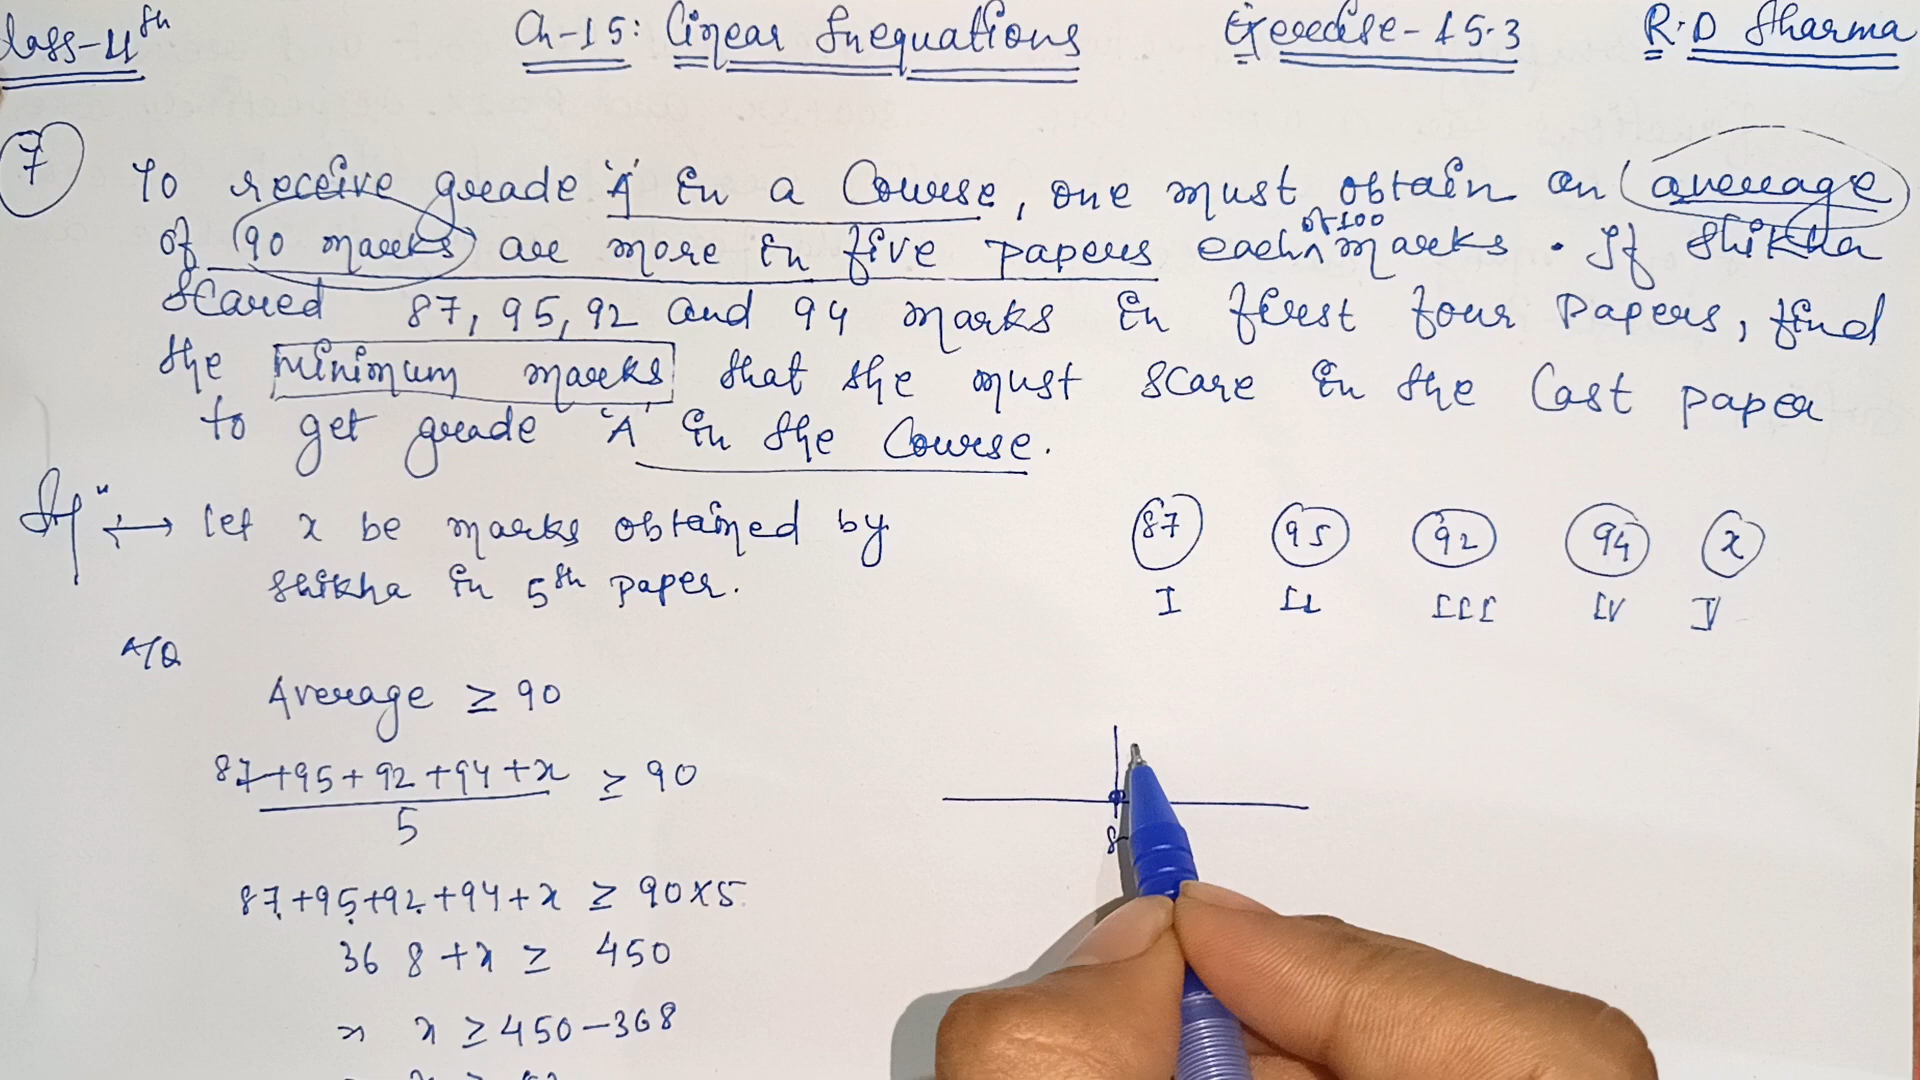 Class-11th Ch-15: Linear Inequations Exercise-15.3 R.D Sharma
7 To receive grade 'A' in a Course, one must obtain an average
of 90 marks are more in five papers each of 100 marks. If Shikha
Scored 87, 95, 92 and 94 marks in first four Papers, find
the minimum marks that she must score in the last paper
to get grade 'A' in the Course.
Sol" let x be marks obtained by
Shikha in 5th paper.
87 95 92 94 x
I II III IV V
A/Q
Average ≥ 90
87+95+92+94+x ≥ 90
5
8
87+95+92+94+x ≥ 90×5
368+x ≥ 450
⇒ x ≥ 450-368